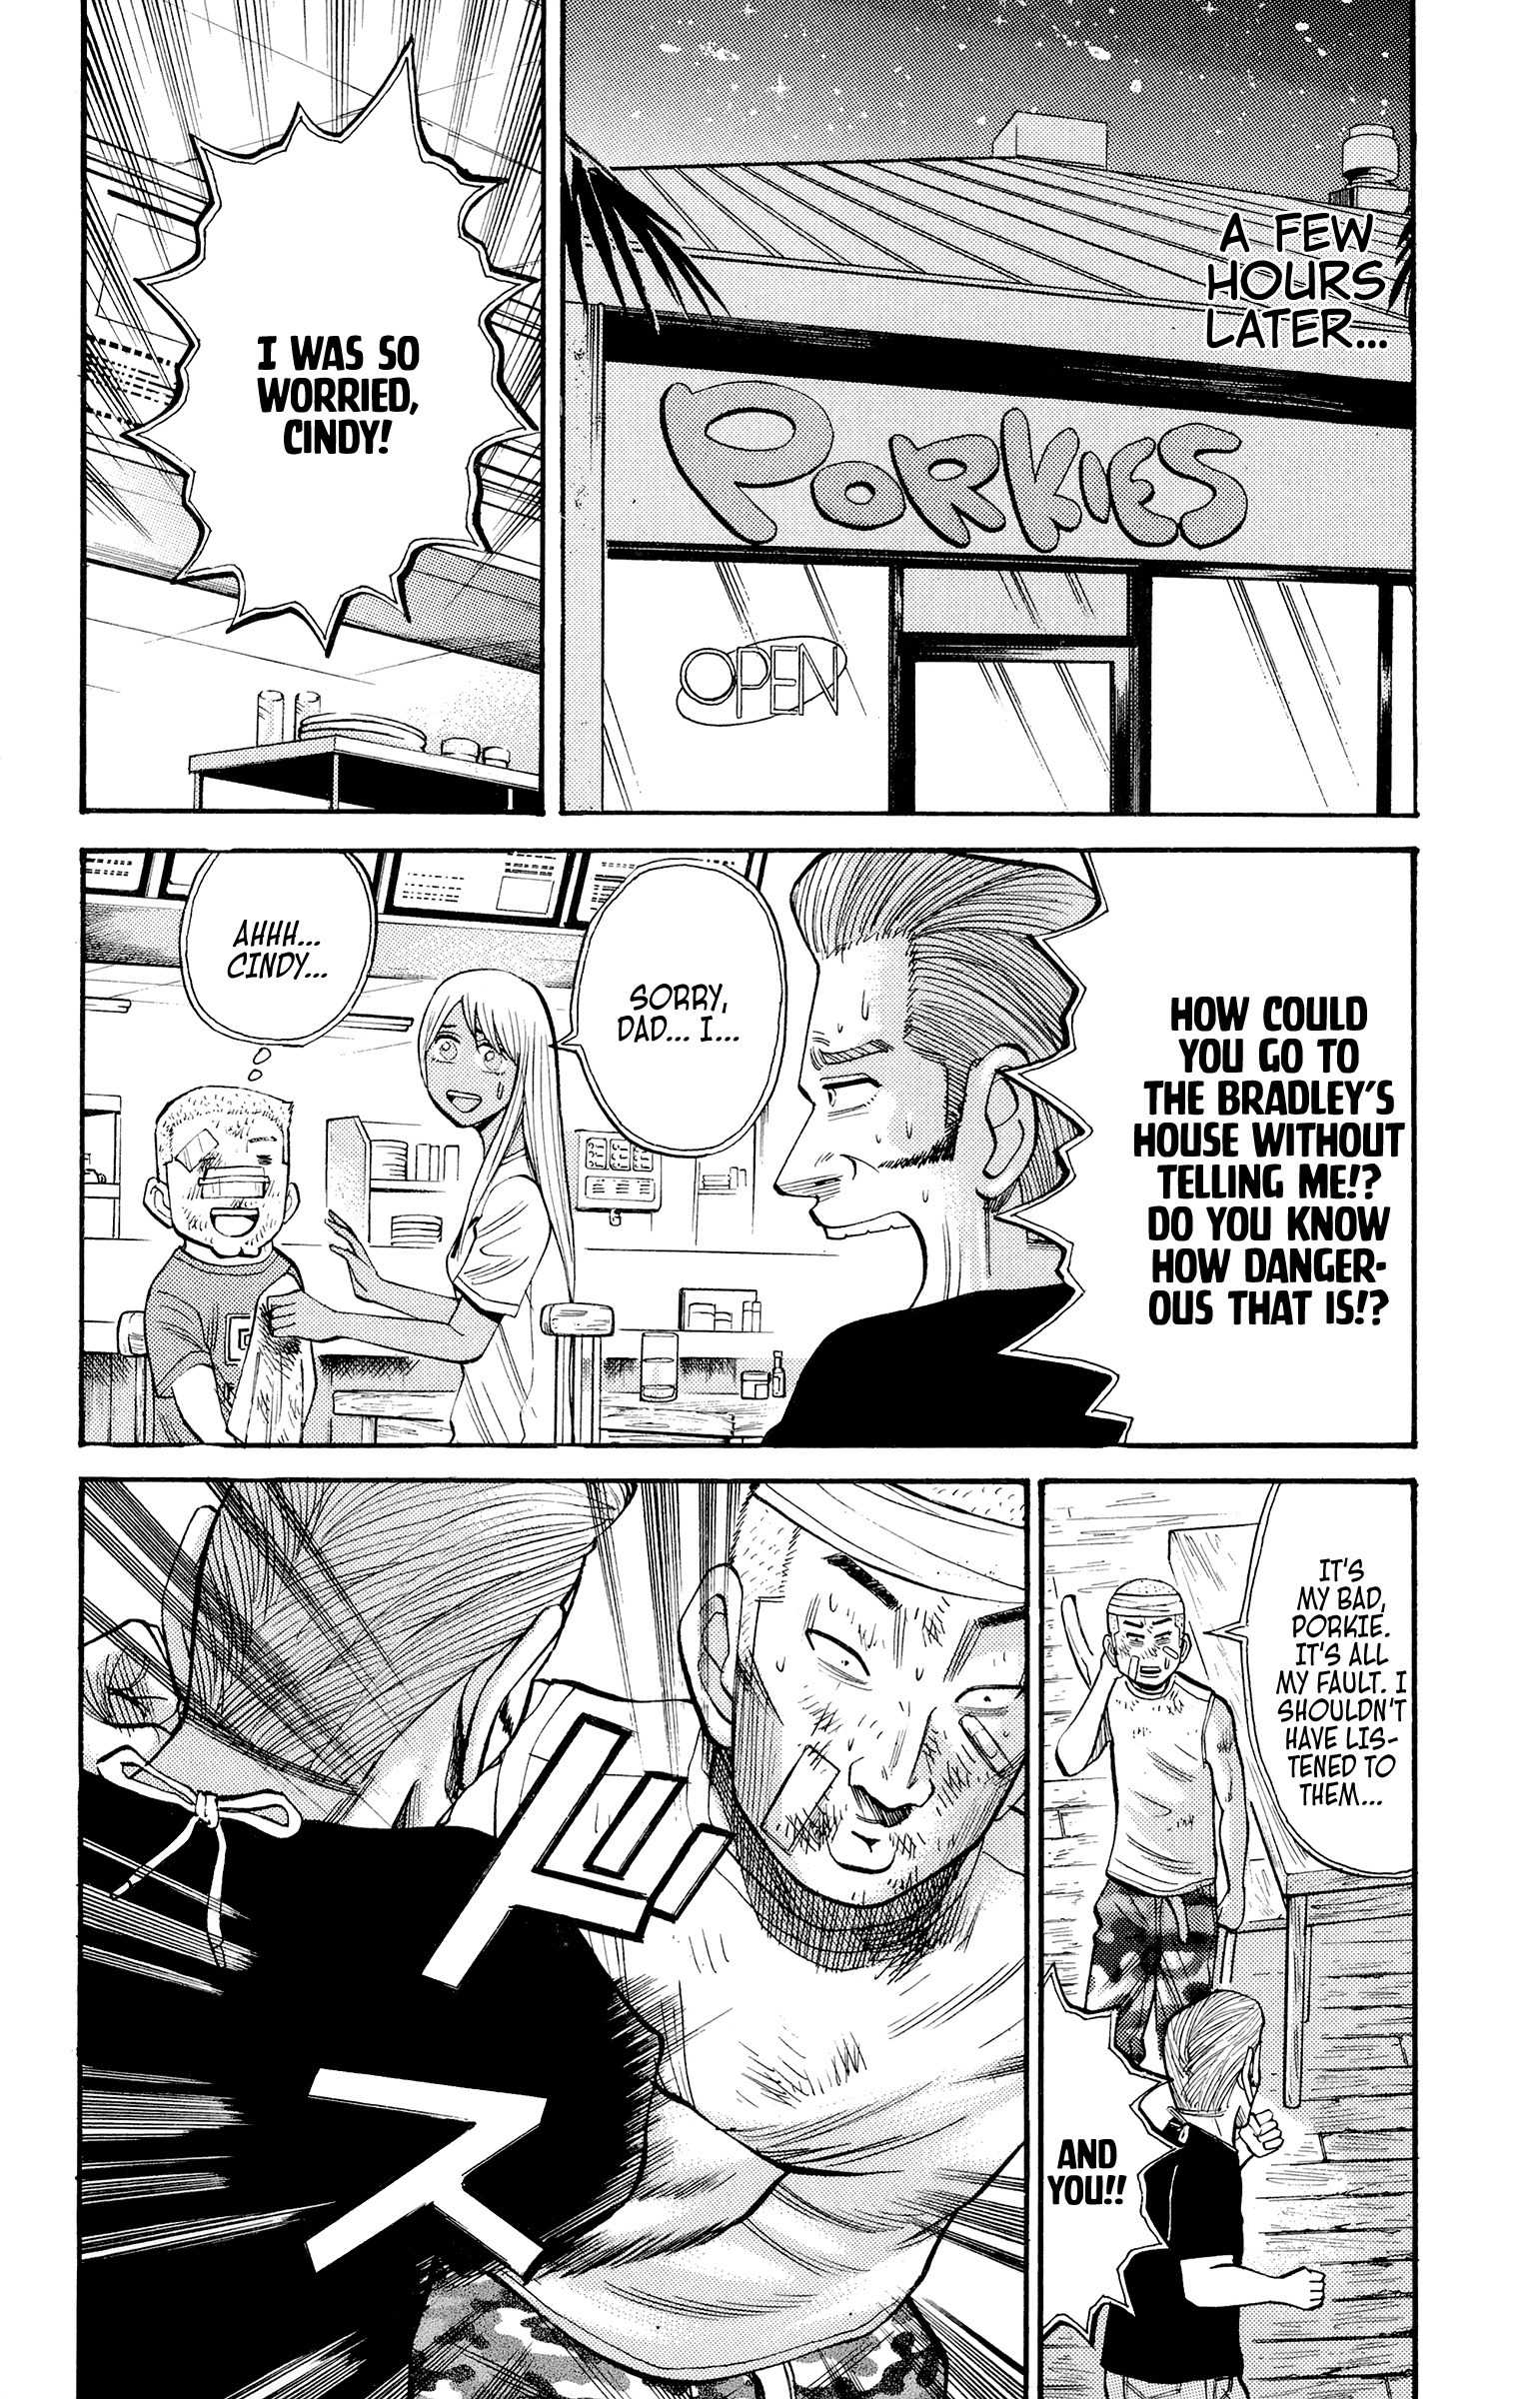 A FEW
HOURS
LATER...
PORKIES
OPEN
I WAS SO
WORRIED,
CINDY!
HOW COULD
YOU GO TO
THE BRADLEY'S
HOUSE WITHOUT
TELLING ME!?
DO YOU KNOW
HOW DANGER-
OUS THAT IS!?
SORRY,
DAD... I...
AHHH...
CINDY...
IT'S
MY BAD,
PORKIE.
IT'S ALL
MY FAULT. I
SHOULDN'T
HAVE LIS-
TENED TO
THEM...
AND
YOU!!
ドス